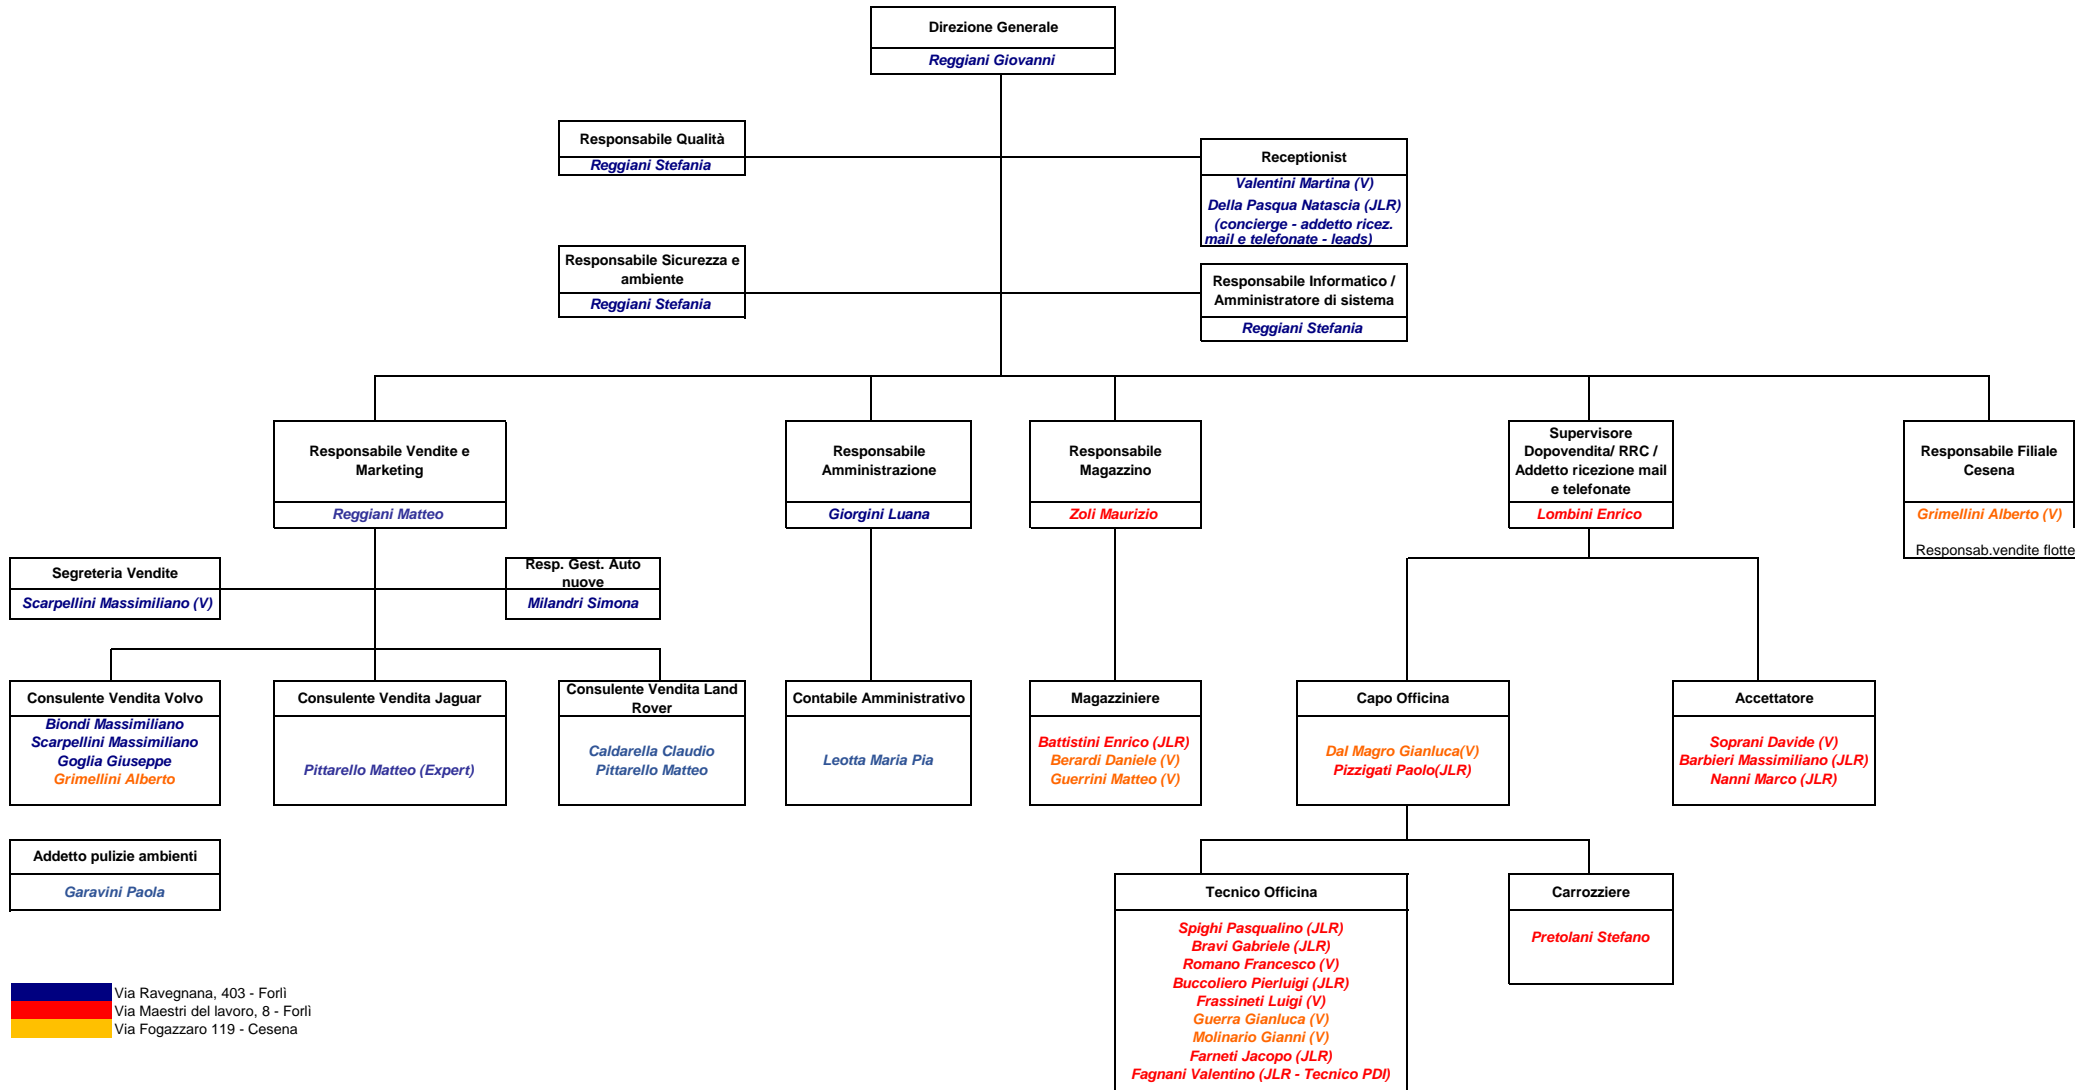 Direzione Generale
Reggiani Giovanni
Responsabile Qualità
Reggiani Stefania
Receptionist
Valentini Martina (V)
Della Pasqua Natascia (JLR)
(concierge - addetto ricez.
mail e telefonate - leads)
Responsabile Sicurezza e
ambiente
Reggiani Stefania
Responsabile Informatico /
Amministratore di sistema
Reggiani Stefania
Responsabile Vendite e
Marketing
Reggiani Matteo
Responsabile
Amministrazione
Giorgini Luana
Responsabile
Magazzino
Zoli Maurizio
Supervisore
Dopovendita/ RRC /
Addetto ricezione mail
e telefonate
Lombini Enrico
Responsabile Filiale
Cesena
Grimellini Alberto (V)
Responsab.vendite flotte
Segreteria Vendite
Scarpellini Massimiliano (V)
Resp. Gest. Auto
nuove
Milandri Simona
Consulente Vendita Volvo
Biondi Massimiliano
Scarpellini Massimiliano
Goglia Giuseppe
Grimellini Alberto
Consulente Vendita Jaguar
Pittarello Matteo (Expert)
Consulente Vendita Land
Rover
Caldarella Claudio
Pittarello Matteo
Contabile Amministrativo
Leotta Maria Pia
Magazziniere
Battistini Enrico (JLR)
Berardi Daniele (V)
Guerrini Matteo (V)
Capo Officina
Dal Magro Gianluca(V)
Pizzigati Paolo(JLR)
Accettatore
Soprani Davide (V)
Barbieri Massimiliano (JLR)
Nanni Marco (JLR)
Addetto pulizie ambienti
Garavini Paola
Tecnico Officina
Spighi Pasqualino (JLR)
Bravi Gabriele (JLR)
Romano Francesco (V)
Buccoliero Pierluigi (JLR)
Frassineti Luigi (V)
Guerra Gianluca (V)
Molinario Gianni (V)
Farneti Jacopo (JLR)
Fagnani Valentino (JLR - Tecnico PDI)
Carrozziere
Pretolani Stefano
Via Ravegnana, 403 - Forlì
Via Maestri del lavoro, 8 - Forlì
Via Fogazzaro 119 - Cesena